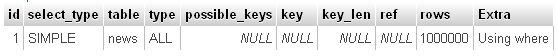 id select_type table type possible_keys key key_len ref rows Extra
1 SIMPLE news ALL NULL NULL NULL NULL 1000000 Using where